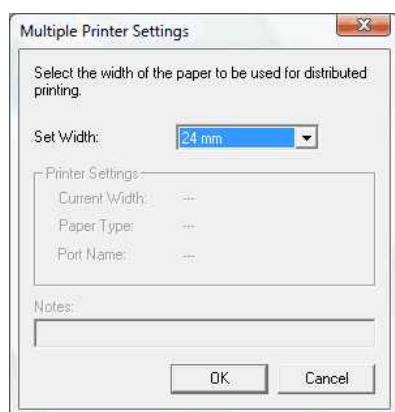 Multiple Printer Settings
Select the width of the paper to be used for distributed
printing.
Set Width: 24 mm
Printer Settings
Current Width: ---
Paper Type: ---
Port Name: ---
Notes:
OK Cancel